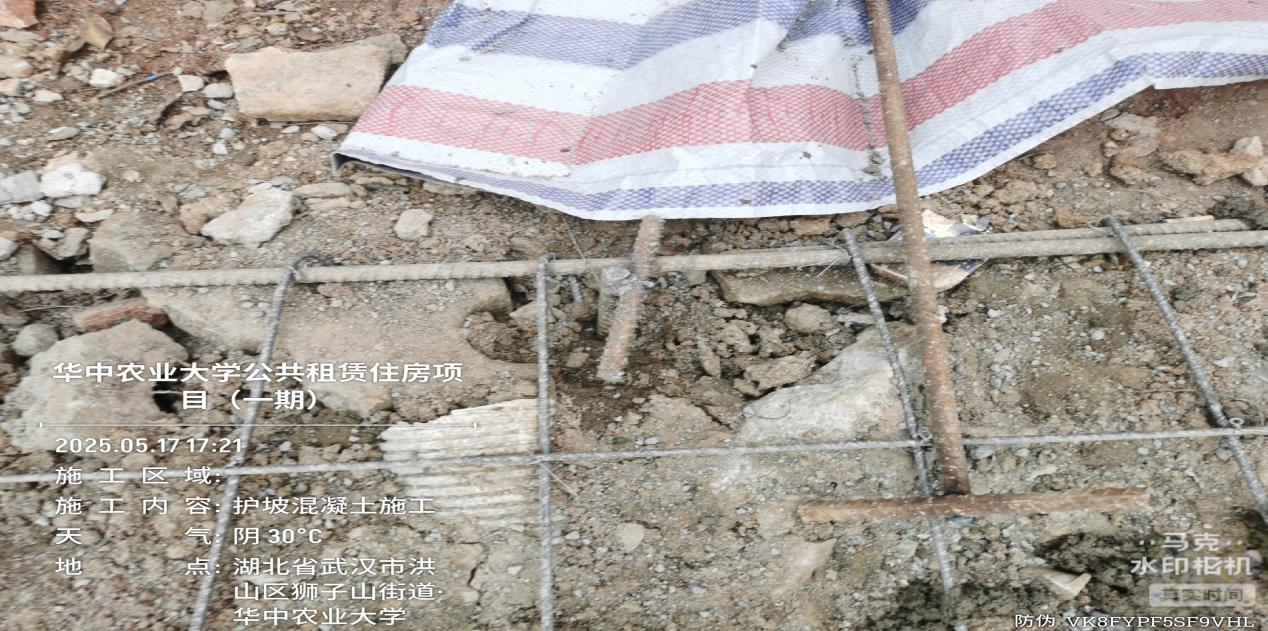 华中农业大学公共租赁住房项
目（一期）
2025.05.17 17:21
施工区域:
施工内容:护坡混凝土施工
天气:阴 30°C
地点:湖北省武汉市洪
山区狮子山街道·
华中农业大学
马克
水印相机
真实时间
防伪 VK8FYPF5SF9VHL